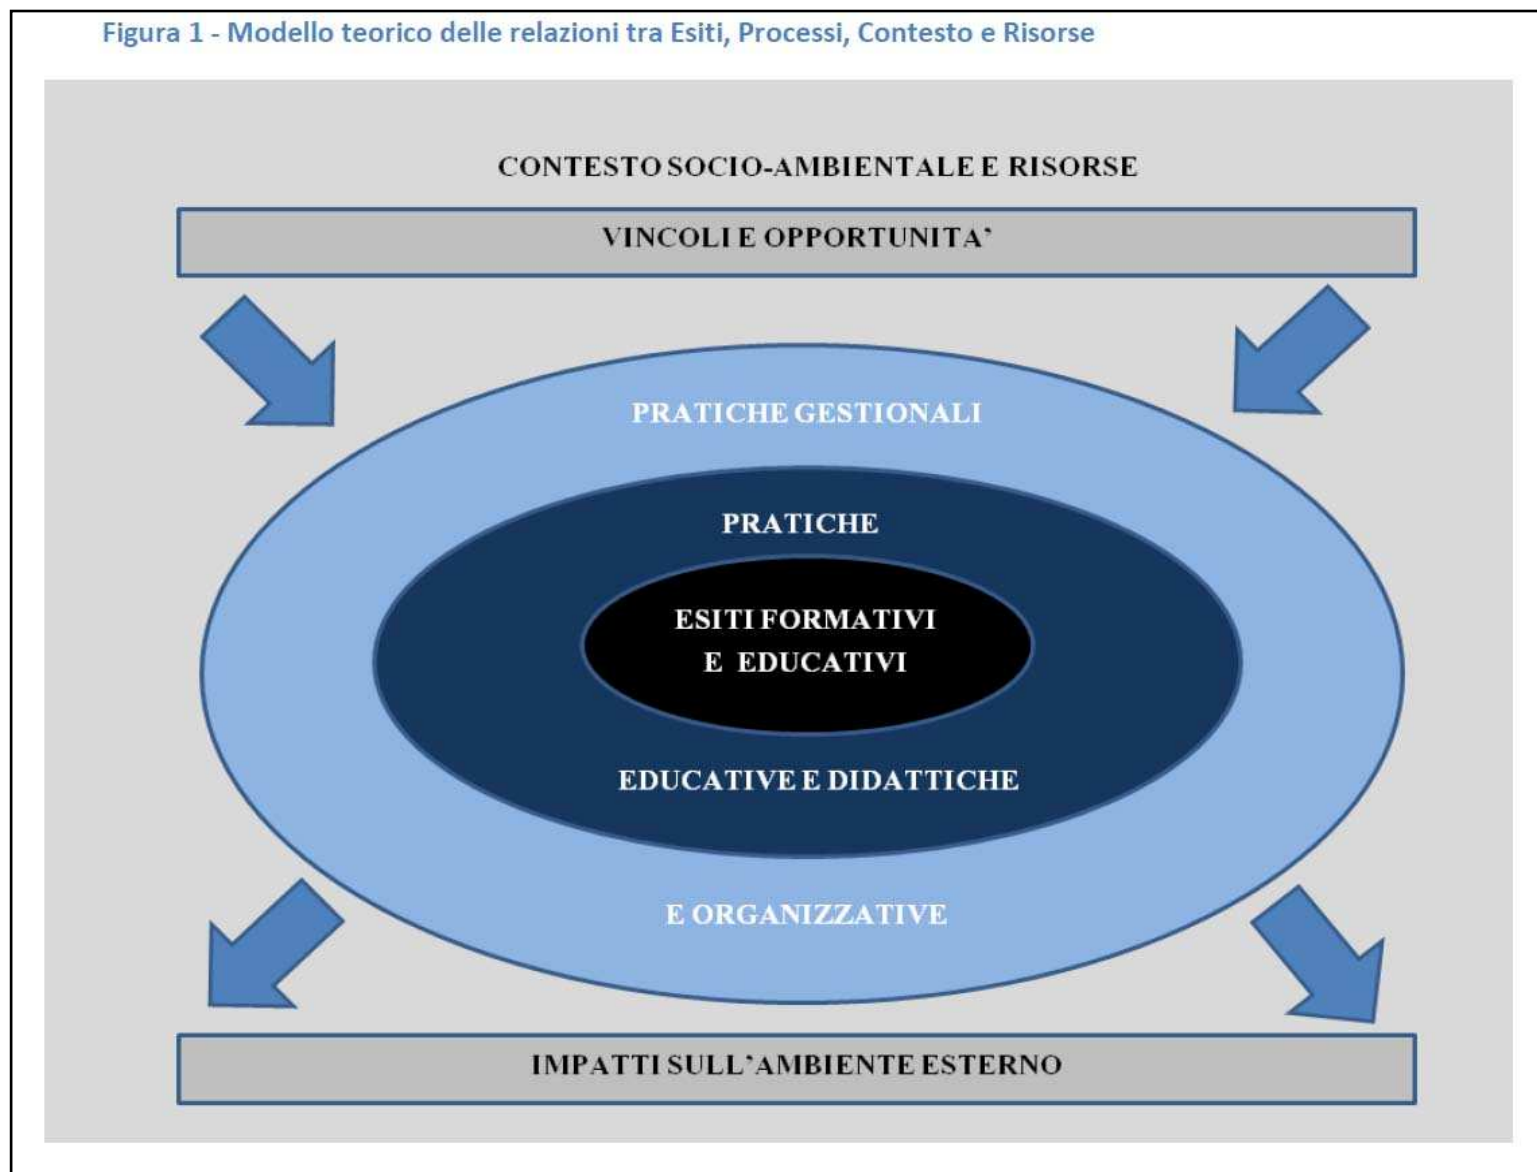 Figura 1 - Modello teorico delle relazioni tra Esiti, Processi, Contesto e Risorse
CONTESTO SOCIO-AMBIENTALE E RISORSE
VINCOLI E OPPORTUNITA’
PRATICHE GESTIONALI
PRATICHE
ESITI FORMATIVI
E EDUCATIVI
EDUCATIVE E DIDATTICHE
E ORGANIZZATIVE
IMPATTI SULL’AMBIENTE ESTERNO